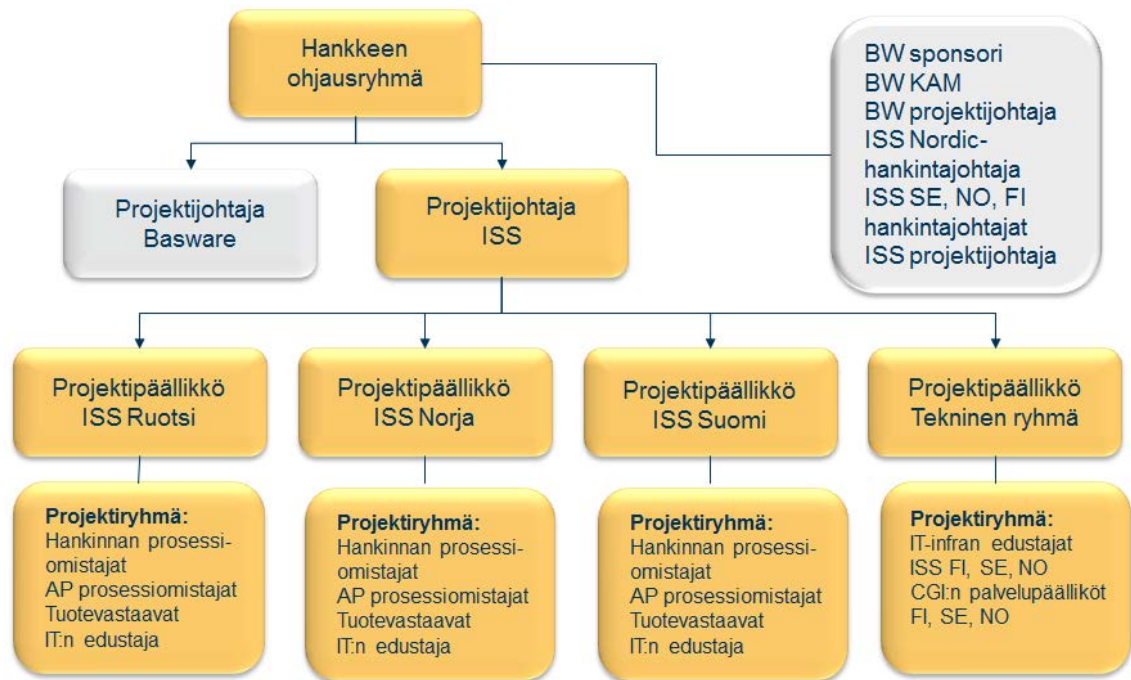 Hankkeen
ohjausryhmä
BW sponsori
BW KAM
BW projektijohtaja
ISS Nordic-
hankintajohtaja
ISS SE, NO, FI
hankintajohtajat
ISS projektijohtaja
Projektijohtaja
Basware
Projektijohtaja
ISS
Projektipäällikkö
ISS Ruotsi
Projektipäällikkö
ISS Norja
Projektipäällikkö
ISS Suomi
Projektipäällikkö
Tekninen ryhmä
Projektiryhmä:
Hankinnan prosessi-
omistajat
AP prosessiomistajat
Tuotevastaavat
IT:n edustaja
Projektiryhmä:
Hankinnan prosessi-
omistajat
AP prosessiomistajat
Tuotevastaavat
IT:n edustaja
Projektiryhmä:
Hankinnan prosessi-
omistajat
AP prosessiomistajat
Tuotevastaavat
IT:n edustaja
Projektiryhmä:
IT-infran edustajat
ISS FI, SE, NO
CGI:n palvelupäälliköt
FI, SE, NO